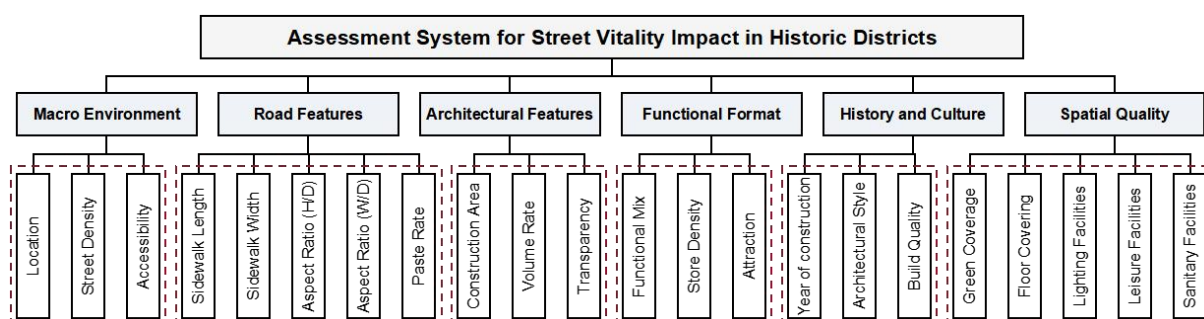 Assessment System for Street Vitality Impact in Historic Districts
Macro Environment
Road Features
Architectural Features
Functional Format
History and Culture
Spatial Quality
Location
Street Density
Accessibility
Sidewalk Length
Sidewalk Width
Aspect Ratio (H/D)
Aspect Ratio (W/D)
Paste Rate
Construction Area
Volume Rate
Transparency
Functional Mix
Store Density
Attraction
Year of construction
Architectural Style
Build Quality
Green Coverage
Floor Covering
Lighting Facilities
Leisure Facilities
Sanitary Facilities